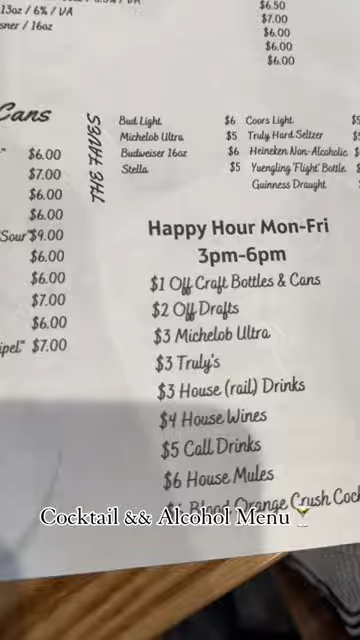 13oz / 6% / VA
sner / 16oz
$6.50
$7.00
$6.00
$6.00
$6.00
Cans
$6.00
$7.00
$6.00
$6.00
Sour" $9.00
$6.00
$6.00
$7.00
$6.00
ipel" $7.00
THE FAVES
Bud Light $6
Michelob Ultra $5
Budweiser 16oz $6
Stella $5
Coors Light
Truly Hard Seltzer
Heineken Non-Alcoholic
Yuengling 'Flight' Bottle
Guinness Draught
Happy Hour Mon-Fri
3pm-6pm
$1 Off Craft Bottles & Cans
$2 Off Drafts
$3 Michelob Ultra
$3 Truly's
$3 House (rail) Drinks
$4 House Wines
$5 Call Drinks
$6 House Mules
Blood Orange Crush Cock
Cocktail && Alcohol Menu🍸